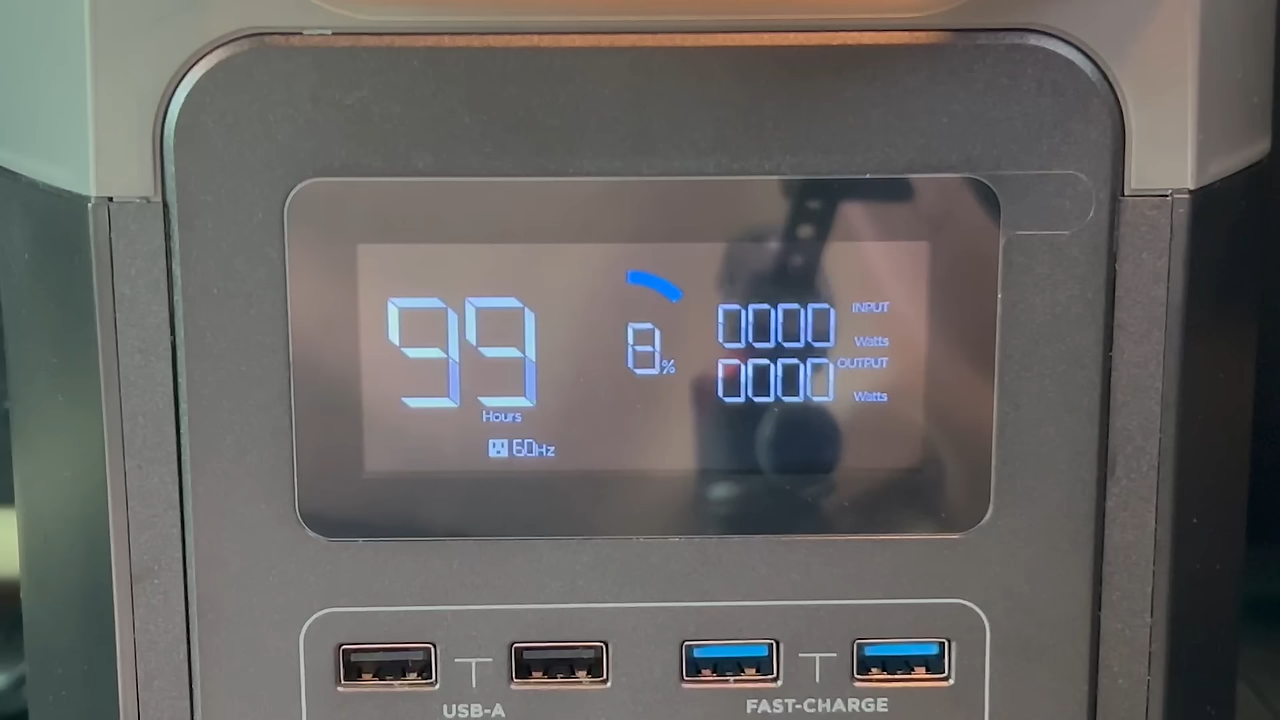 99
Hours
60Hz
8%
0000 INPUT
Watts
0000 OUTPUT
Watts
USB-A
FAST-CHARGE